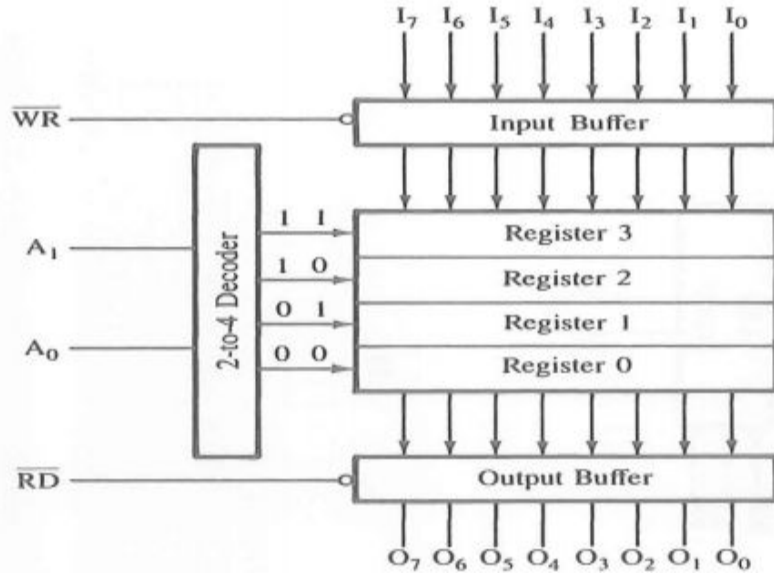 I₇ I₆ I₅ I₄ I₃ I₂ I₁ I₀
W̅R̅
Input Buffer
2-to-4 Decoder
A₁
A₀
1 1
1 0
0 1
0 0
Register 3
Register 2
Register 1
Register 0
R̅D̅
Output Buffer
O₇ O₆ O₅ O₄ O₃ O₂ O₁ O₀